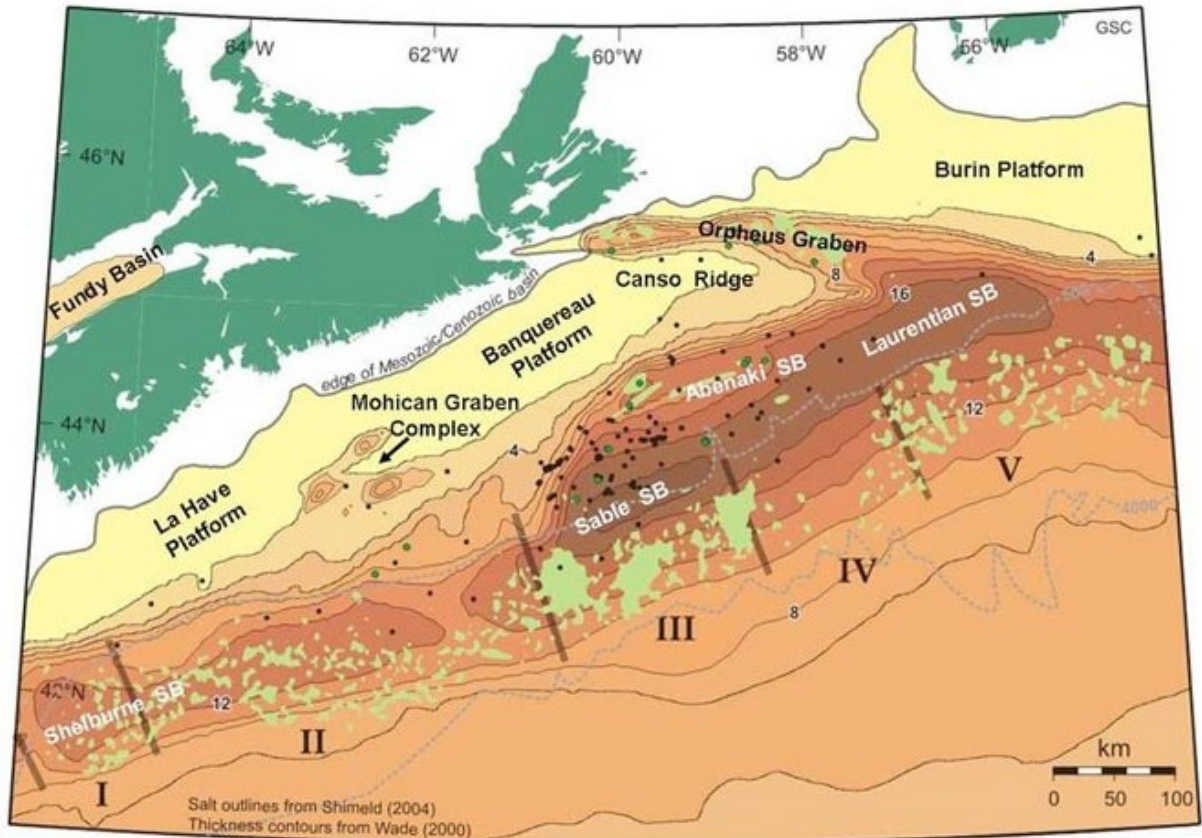 GSC
64°W
62°W
60°W
58°W
56°W
46°N
Burin Platform
Orpheus Graben
Fundy Basin
Canso Ridge
4
8
16
edge of Mesozoic/Cenozoic basin
Banquereau
Platform
Laurentian SB
Abenaki SB
Mohican Graben
Complex
44°N
4
12
V
La Have
Platform
Sable SB
4000
IV
8
III
42°N
Shelburne SB
12
II
I
km
0 50 100
Salt outlines from Shimeld (2004)
Thickness contours from Wade (2000)